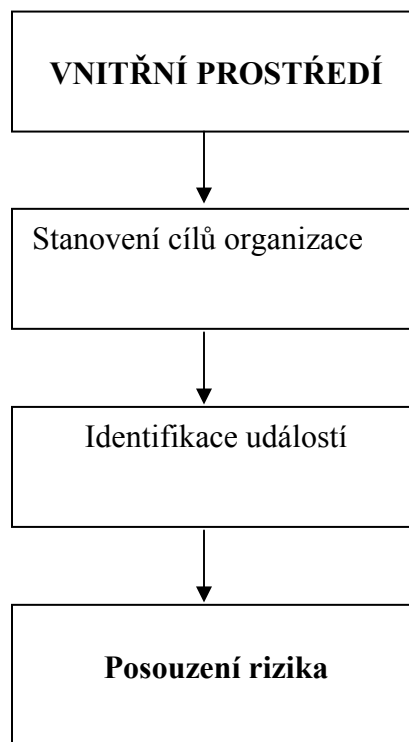 VNITŘNÍ PROSTŘEDÍ
Stanovení cílů organizace
Identifikace událostí
Posouzení rizika